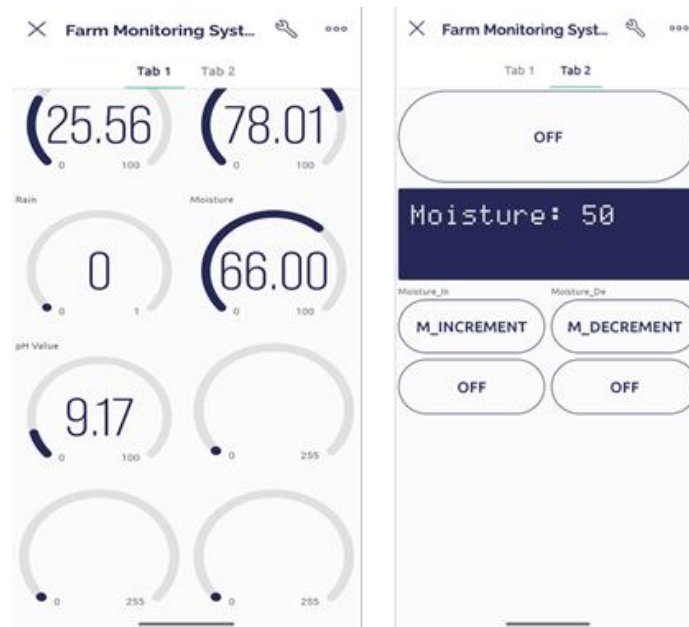 Farm Monitoring Syst...
Tab 1 Tab 2
25.56 78.01
0 100 0 100
Rain Moisture
0 66.00
0 1 0 100
pH Value
9.17
0 100 0 255
0 255 0 255
Farm Monitoring Syst...
Tab 1 Tab 2
OFF
Moisture: 50
Moisture_In Moisture_De
M_INCREMENT M_DECREMENT
OFF OFF